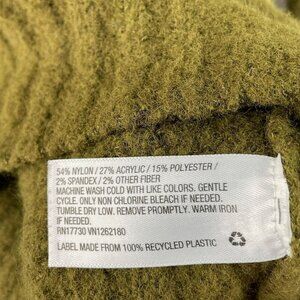 54% NYLON / 27% ACRYLIC / 15% POLYESTER /
2% SPANDEX / 2% OTHER FIBER
MACHINE WASH COLD WITH LIKE COLORS. GENTLE
CYCLE. ONLY NON CHLORINE BLEACH IF NEEDED.
TUMBLE DRY LOW. REMOVE PROMPTLY. WARM IRON
IF NEEDED.
RN17730 VN1262180
LABEL MADE FROM 100% RECYCLED PLASTIC